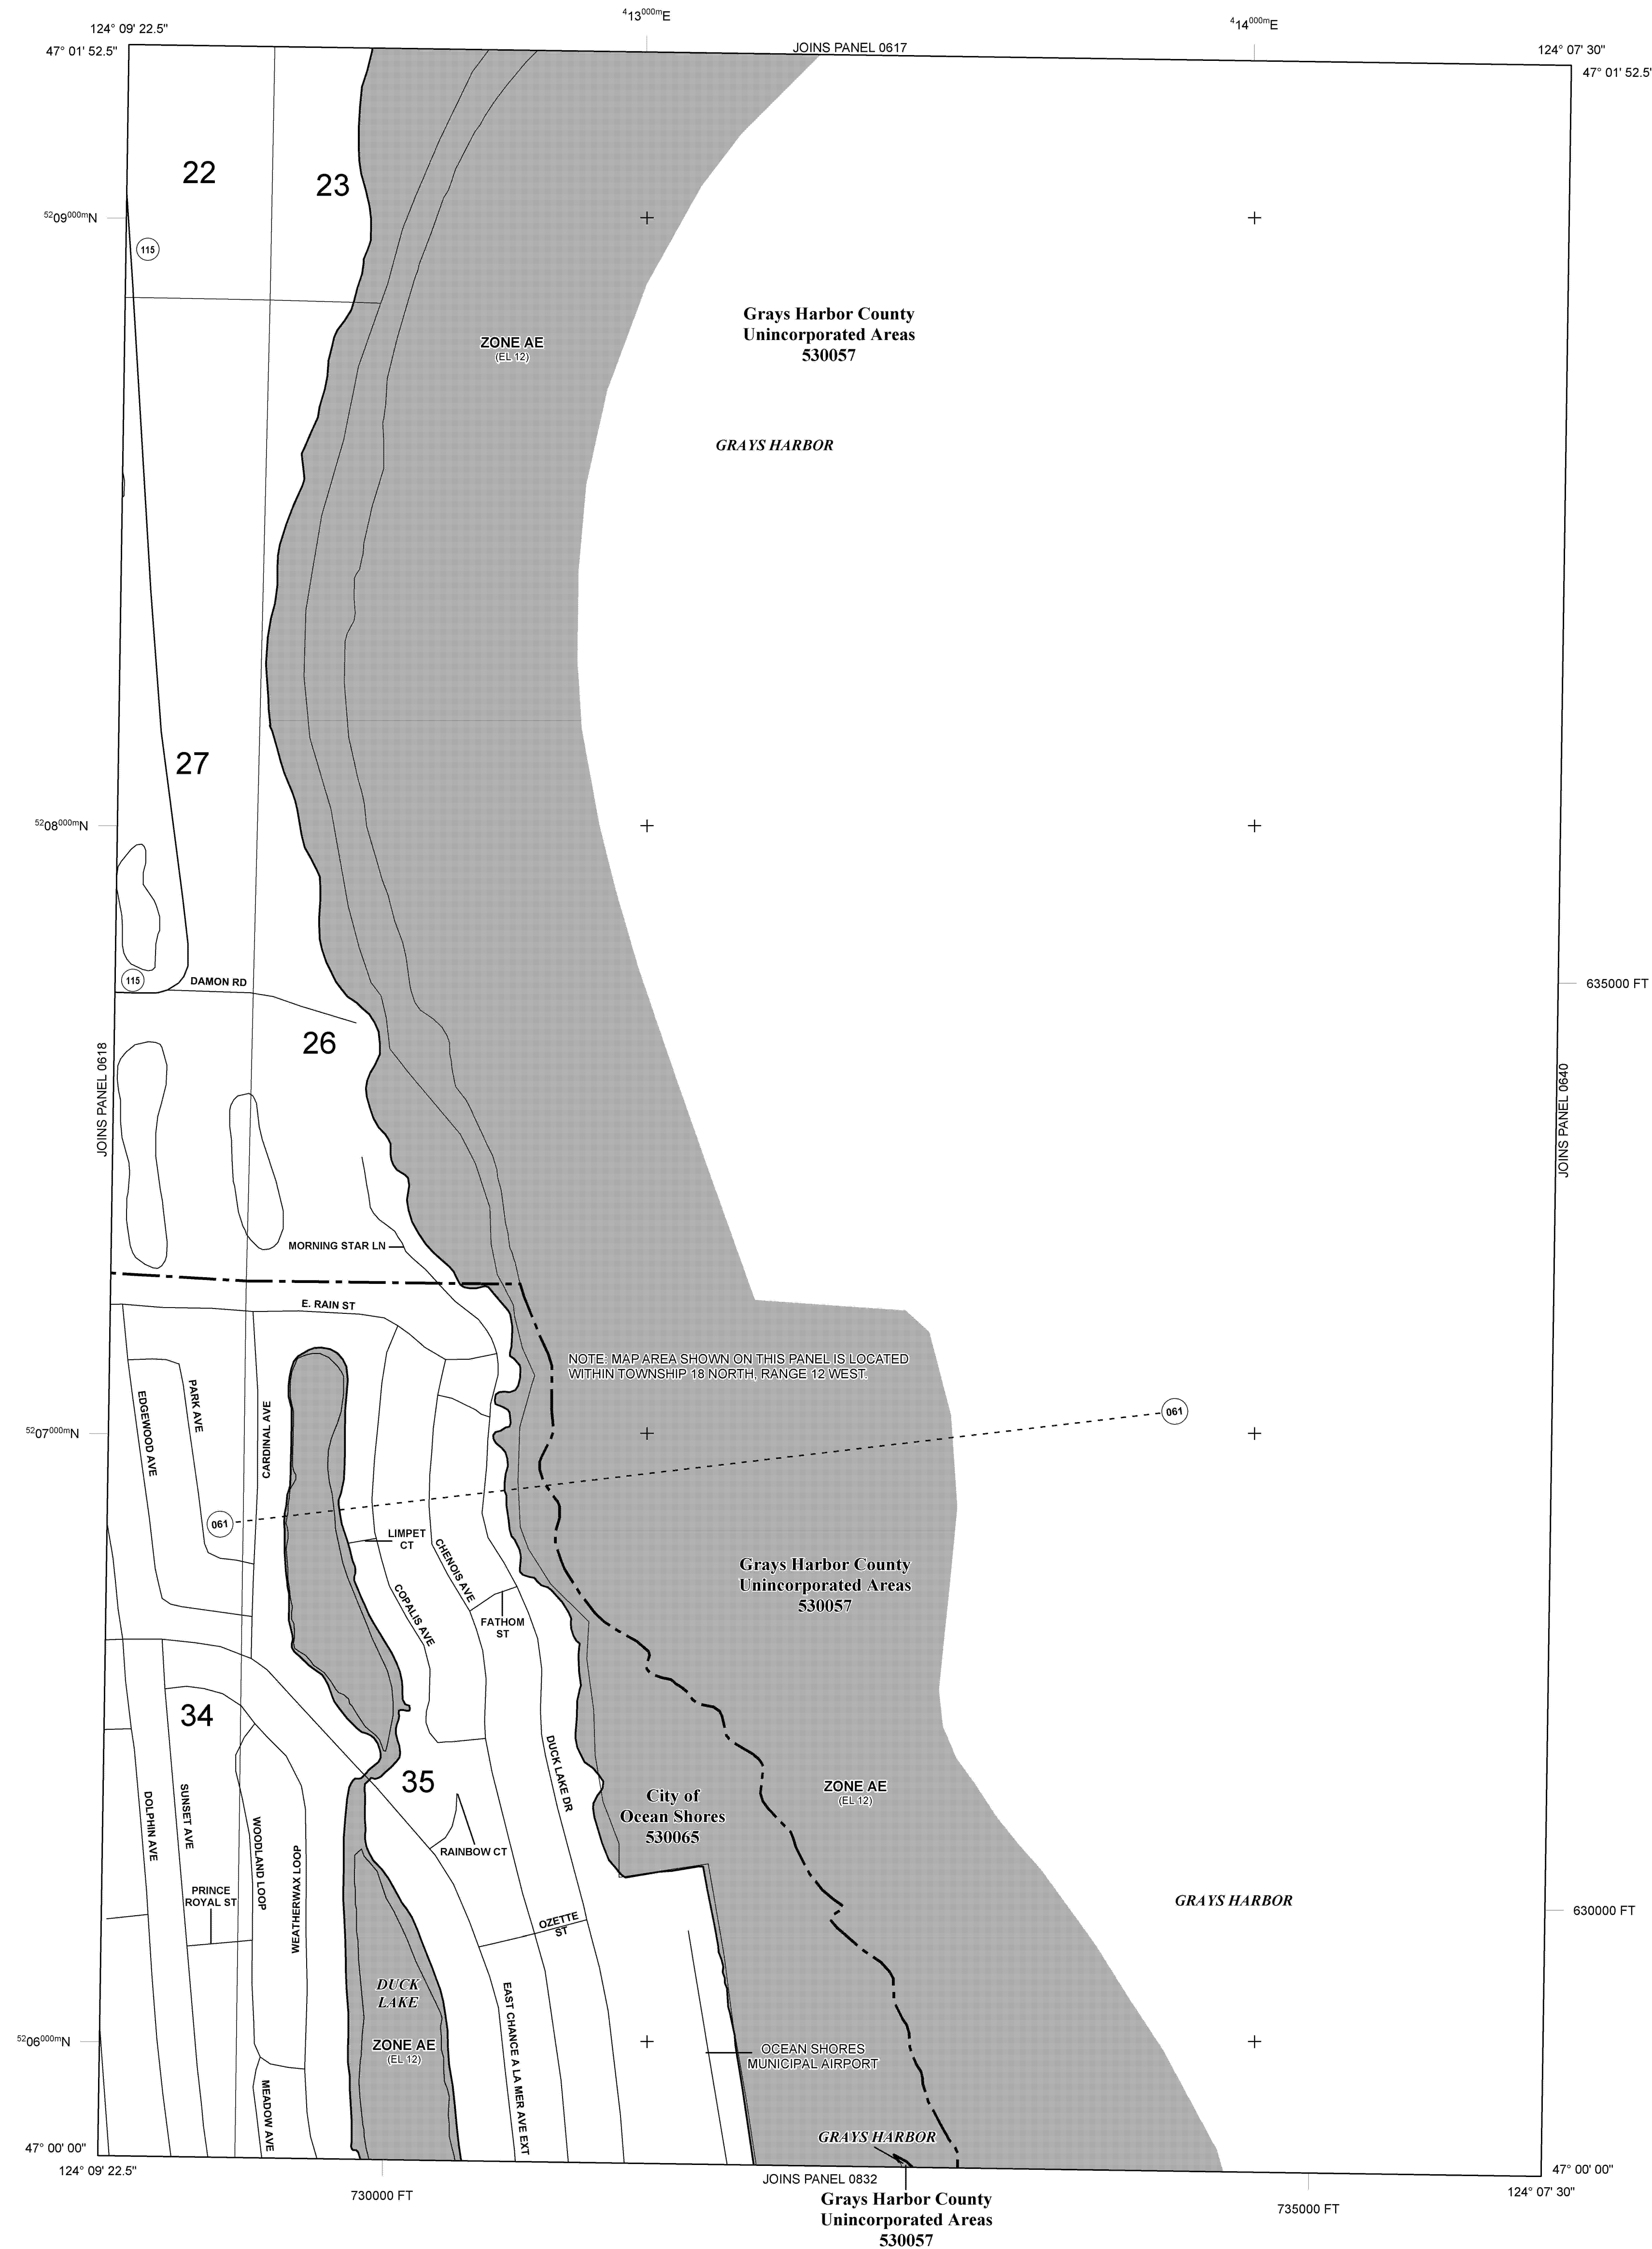 ⁴13⁰⁰⁰ᵐE
⁴14⁰⁰⁰ᵐE
124° 09' 22.5"
JOINS PANEL 0617
124° 07' 30"
47° 01' 52.5"
47° 01' 52.5"
22
23
⁵²09⁰⁰⁰ᵐN
115
Grays Harbor County
Unincorporated Areas
530057
ZONE AE
(EL 12)
GRAYS HARBOR
27
⁵²08⁰⁰⁰ᵐN
115
DAMON RD
635000 FT
26
JOINS PANEL 0618
JOINS PANEL 0640
MORNING STAR LN
E. RAIN ST
NOTE: MAP AREA SHOWN ON THIS PANEL IS LOCATED
WITHIN TOWNSHIP 18 NORTH, RANGE 12 WEST.
EDGEWOOD AVE
PARK AVE
CARDINAL AVE
061
⁵²07⁰⁰⁰ᵐN
061
LIMPET
CT
CHENOIS AVE
COPALIS AVE
FATHOM
ST
Grays Harbor County
Unincorporated Areas
530057
34
35
DUCK LAKE DR
City of
Ocean Shores
530065
ZONE AE
(EL 12)
DOLPHIN AVE
SUNSET AVE
WOODLAND LOOP
WEATHERWAX LOOP
RAINBOW CT
PRINCE
ROYAL ST
OZETTE
ST
GRAYS HARBOR
630000 FT
DUCK
LAKE
ZONE AE
(EL 12)
EAST CHANCE A LA MER AVE EXT
⁵²06⁰⁰⁰ᵐN
OCEAN SHORES
MUNICIPAL AIRPORT
MEADOW AVE
GRAYS HARBOR
47° 00' 00"
47° 00' 00"
124° 09' 22.5"
JOINS PANEL 0832
124° 07' 30"
730000 FT
Grays Harbor County
Unincorporated Areas
530057
735000 FT